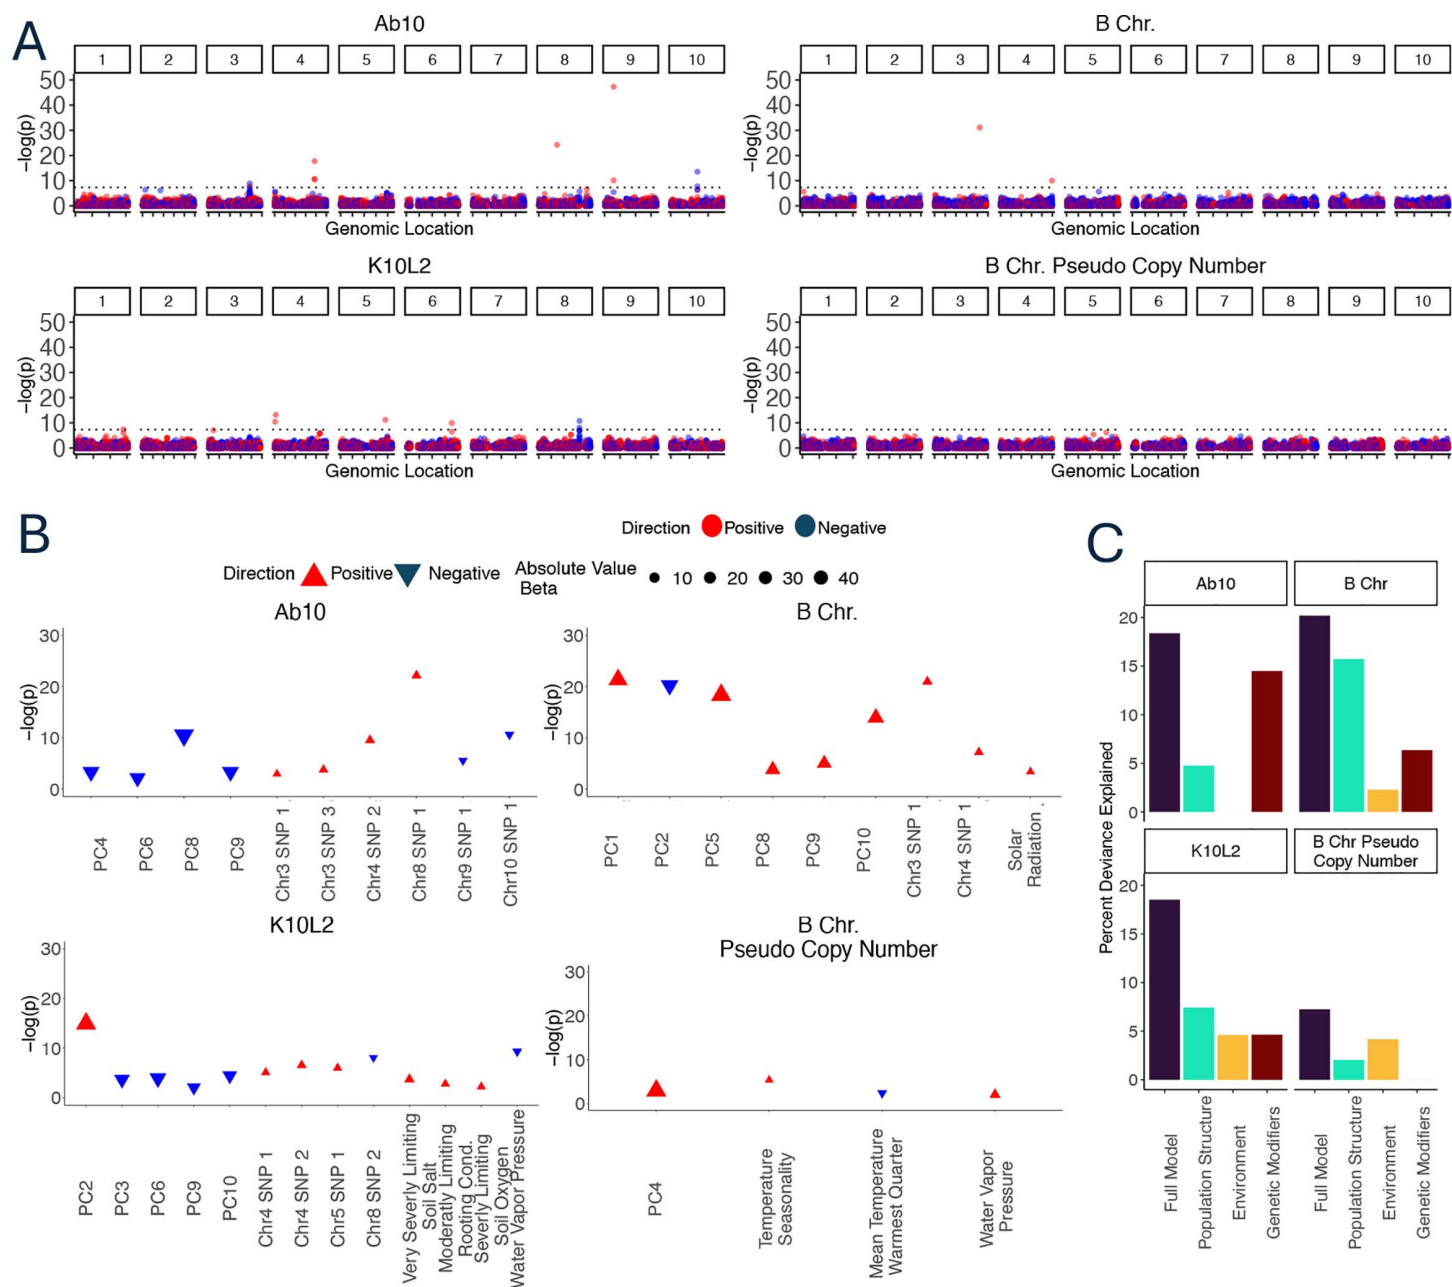 A
Ab10
1 2 3 4 5 6 7 8 9 10
50
40
30
20
10
0
-log(p)
Genomic Location
B Chr.
1 2 3 4 5 6 7 8 9 10
50
40
30
20
10
0
-log(p)
Genomic Location
K10L2
1 2 3 4 5 6 7 8 9 10
50
40
30
20
10
0
-log(p)
Genomic Location
B Chr. Pseudo Copy Number
1 2 3 4 5 6 7 8 9 10
50
40
30
20
10
0
-log(p)
Genomic Location
Direction Positive Negative
B
Direction Positive Negative
Absolute Value
Beta
10 20 30 40
Ab10
30
20
10
0
-log(p)
PC4
PC6
PC8
PC9
Chr3 SNP 1
Chr3 SNP 3
Chr4 SNP 2
Chr8 SNP 1
Chr9 SNP 1
Chr10 SNP 1
B Chr.
30
20
10
0
-log(p)
PC1
PC2
PC5
PC8
PC9
PC10
Chr3 SNP 1
Chr4 SNP 1
Solar
Radiation
K10L2
30
20
10
0
-log(p)
PC2
PC3
PC6
PC9
PC10
Chr4 SNP 1
Chr4 SNP 2
Chr5 SNP 1
Chr8 SNP 2
Very Severly Limiting
Soil Salt
Moderatly Limiting
Rooting Cond.
Severly Limiting
Soil Oxygen
Water Vapor Pressure
B Chr.
Pseudo Copy Number
30
20
10
0
-log(p)
PC4
Temperature
Seasonality
Mean Temperature
Warmest Quarter
Water Vapor
Pressure
C
Ab10
B Chr
20
15
10
5
0
Percent Deviance Explained
K10L2
B Chr Pseudo
Copy Number
20
15
10
5
0
Full Model
Population Structure
Environment
Genetic Modifiers
Full Model
Population Structure
Environment
Genetic Modifiers